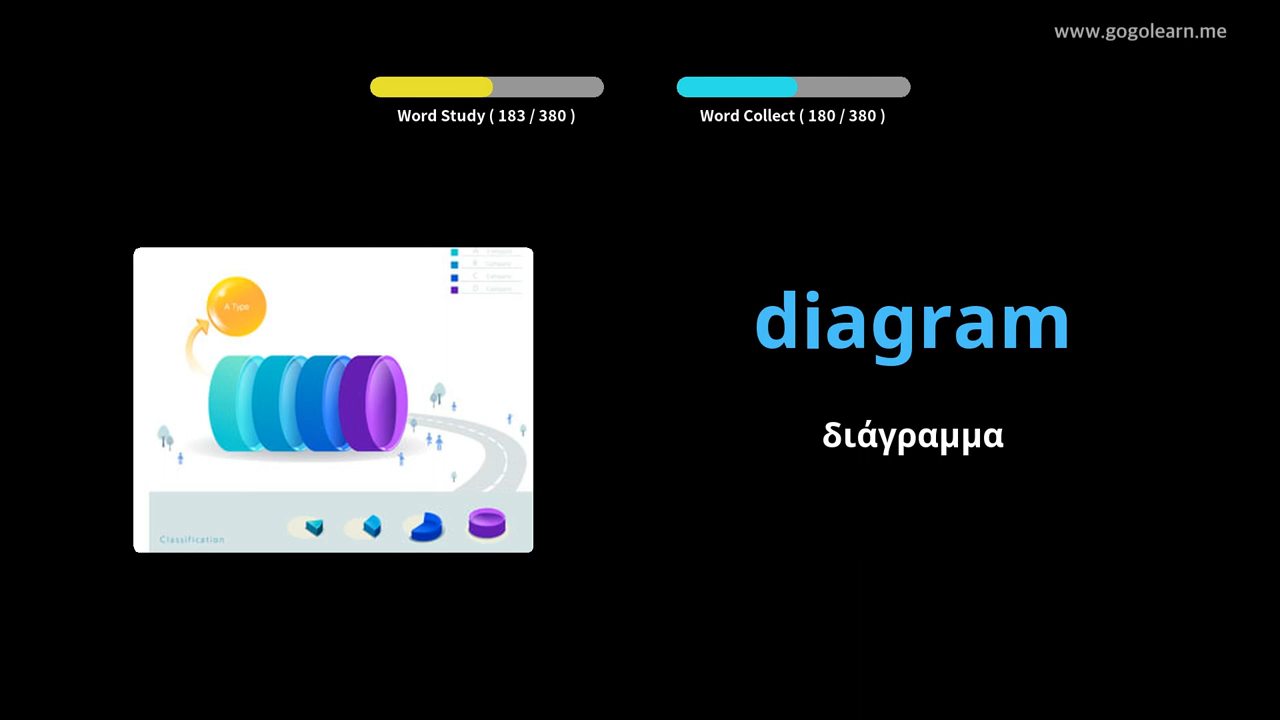 www.gogolearn.me
Word Study ( 183 / 380 )
Word Collect ( 180 / 380 )
A Type
A
B
C
D
diagram
διάγραμμα
Classification